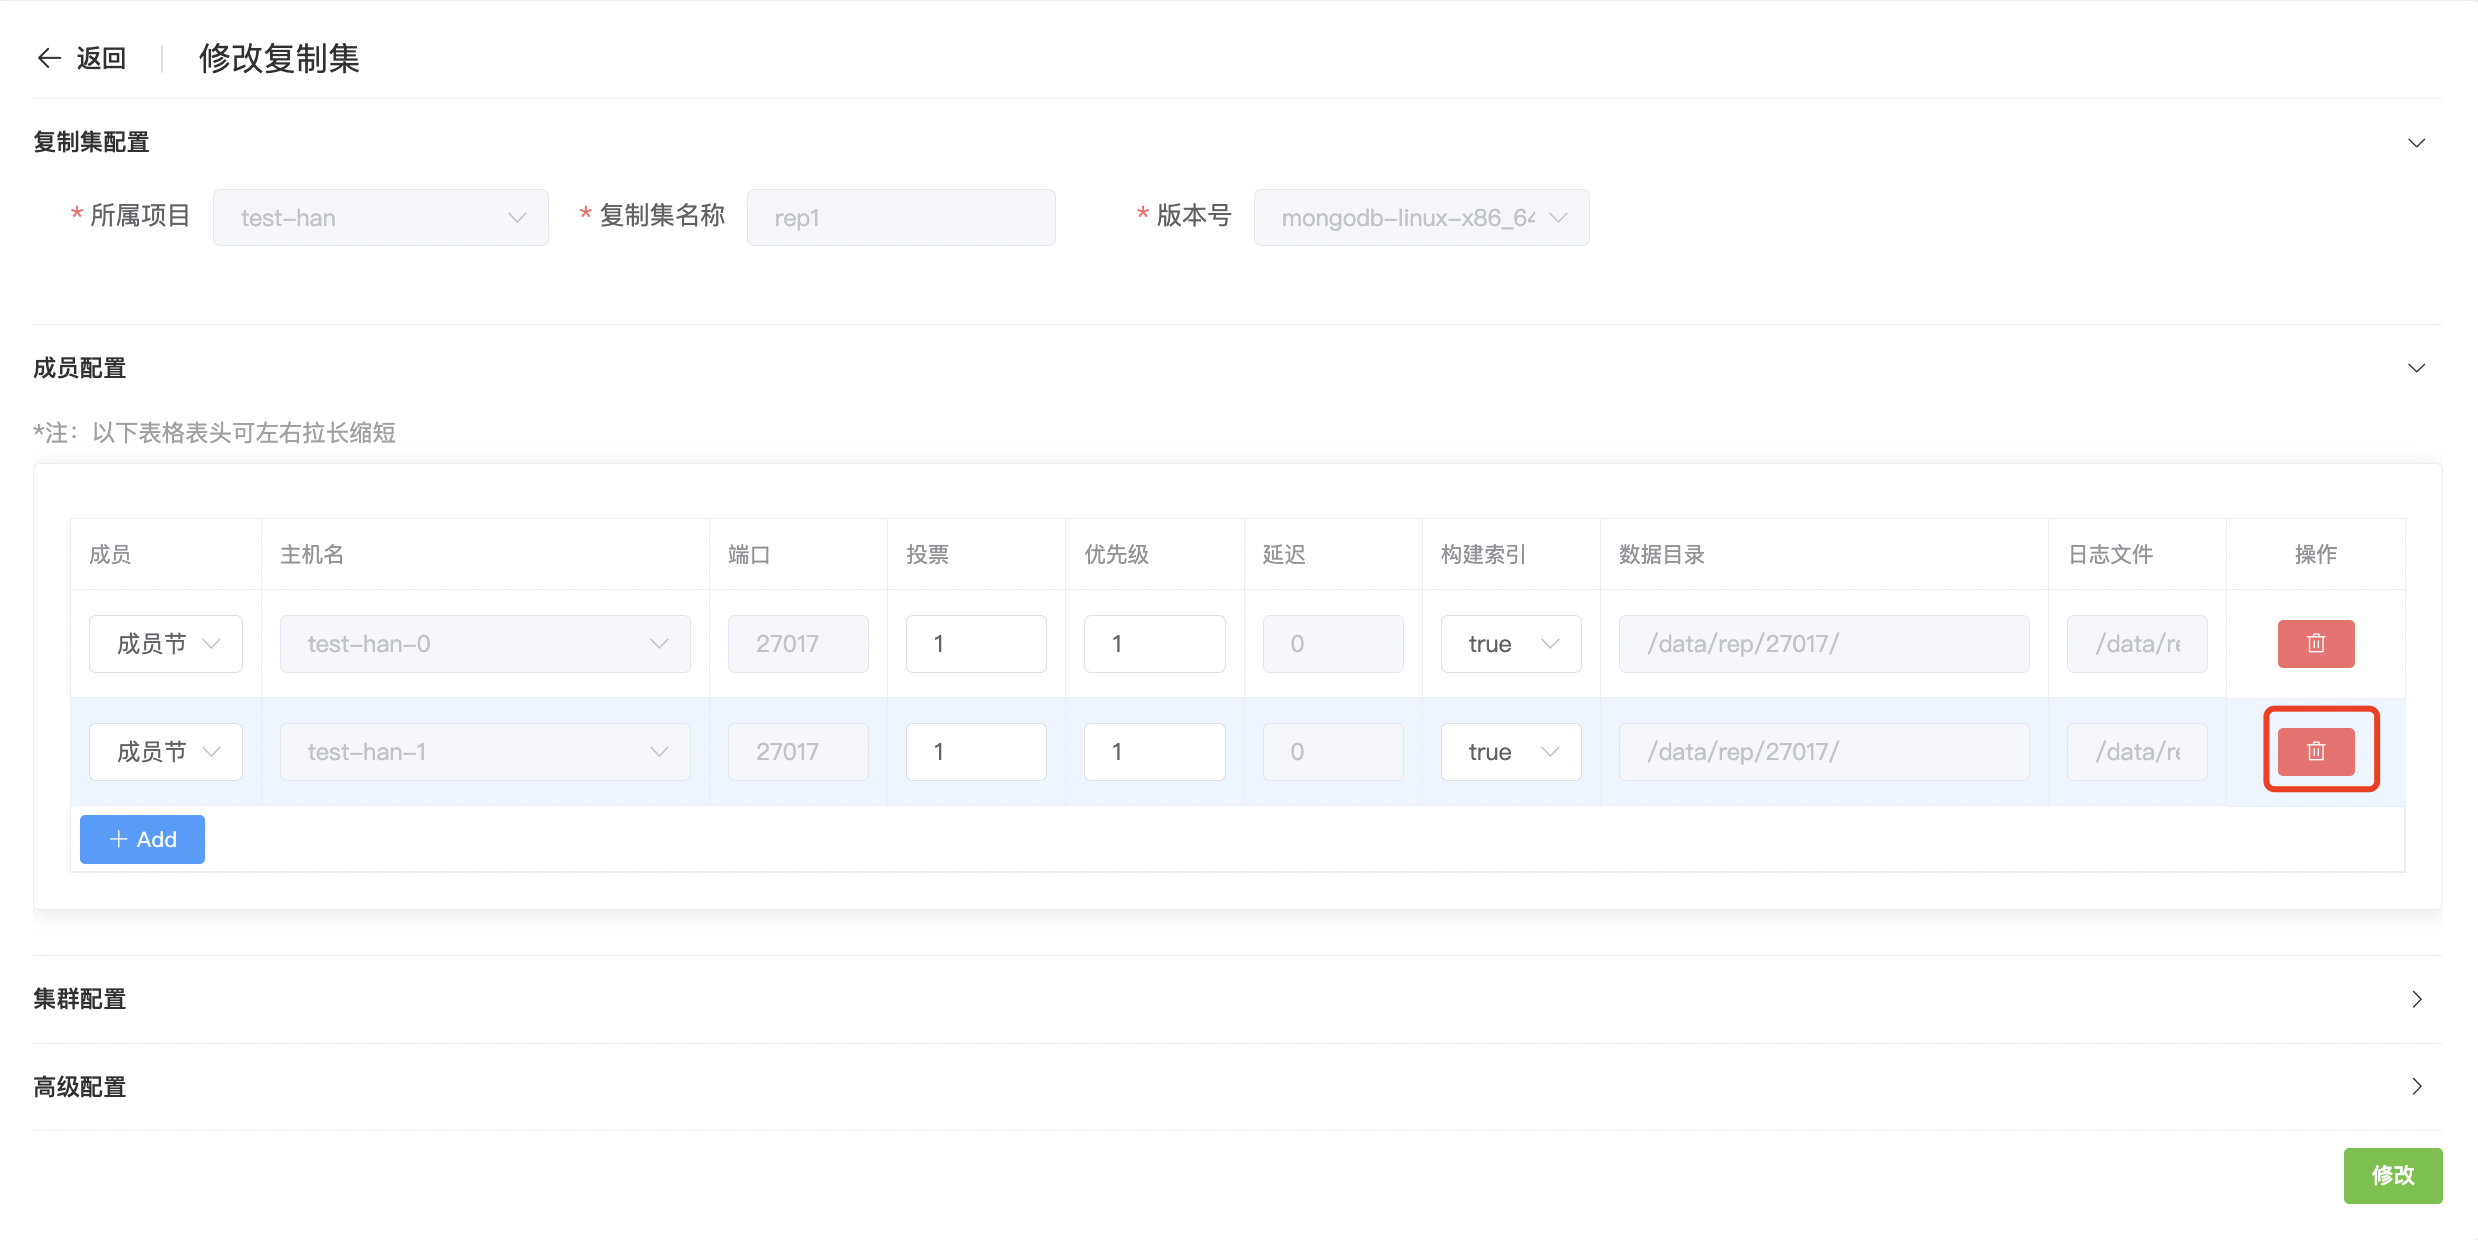 返回 修改复制集
复制集配置
* 所属项目 test-han * 复制集名称 rep1 * 版本号 mongodb-linux-x86_64
成员配置
*注：以下表格表头可左右拉长缩短
成员 主机名 端口 投票 优先级 延迟 构建索引 数据目录 日志文件 操作
成员节 test-han-0 27017 1 1 0 true /data/rep/27017/ /data/re
成员节 test-han-1 27017 1 1 0 true /data/rep/27017/ /data/re
+ Add
集群配置
高级配置
修改